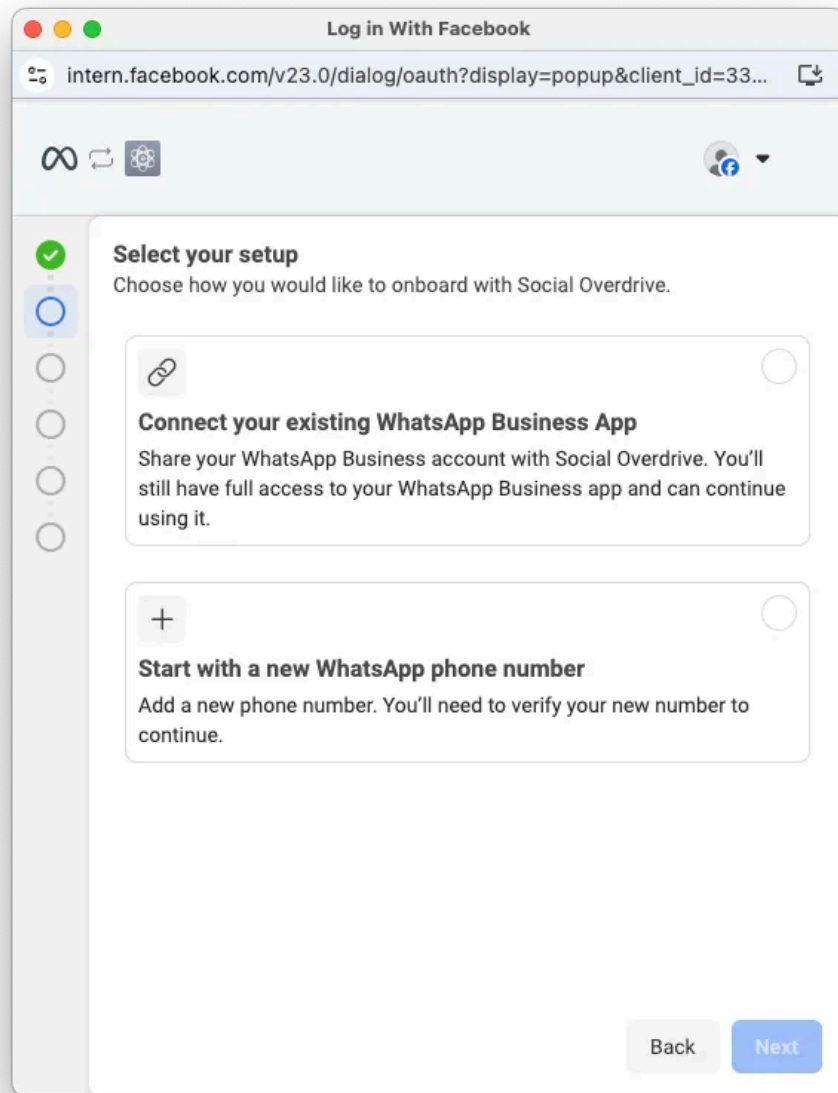 Log in With Facebook
intern.facebook.com/v23.0/dialog/oauth?display=popup&client_id=33...
Select your setup
Choose how you would like to onboard with Social Overdrive.
Connect your existing WhatsApp Business App
Share your WhatsApp Business account with Social Overdrive. You’ll
still have full access to your WhatsApp Business app and can continue
using it.
Start with a new WhatsApp phone number
Add a new phone number. You’ll need to verify your new number to
continue.
Back
Next